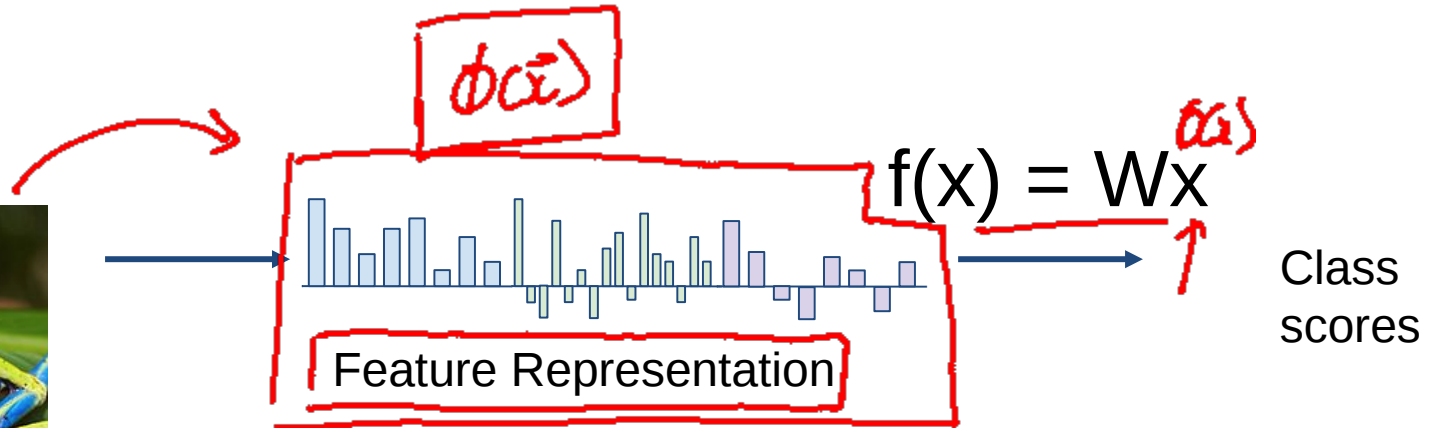 ϕ(x⃗)
ϕ(x)
f(x) = Wx
Feature Representation
Class
scores